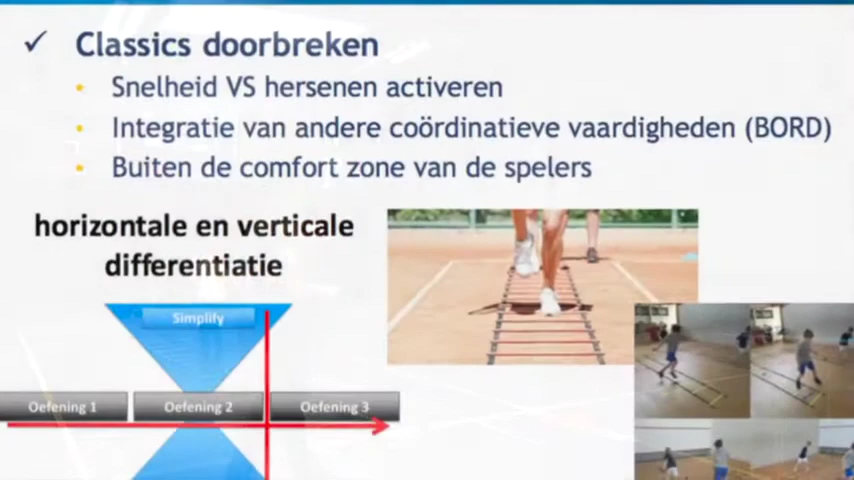 Classics doorbreken
Snelheid VS hersenen activeren
Integratie van andere coördinatieve vaardigheden (BORD)
Buiten de comfort zone van de spelers
horizontale en verticale
differentiatie
Simplify
Oefening 1
Oefening 2
Oefening 3